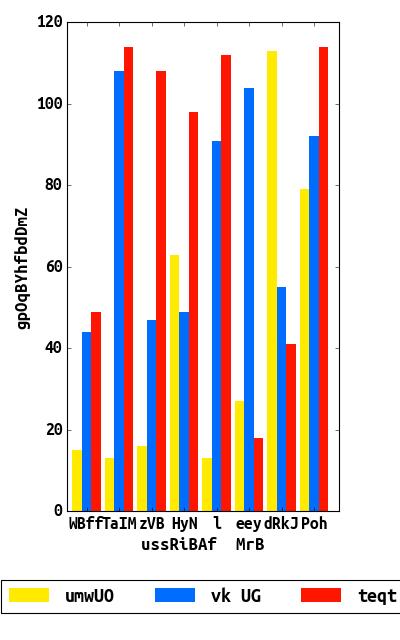 120
100
80
60
40
20
0
gpOqBYhfbdDmZ
WBff TaIM zVB HyN l eey dRkJ Poh
ussRiBAf MrB
umwUO vk UG teqt